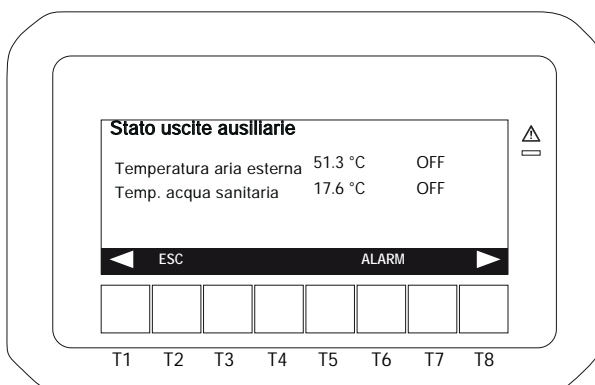 Stato uscite ausiliarie
Temperatura aria esterna 51.3 °C OFF
Temp. acqua sanitaria 17.6 °C OFF
ESC ALARM
T1 T2 T3 T4 T5 T6 T7 T8